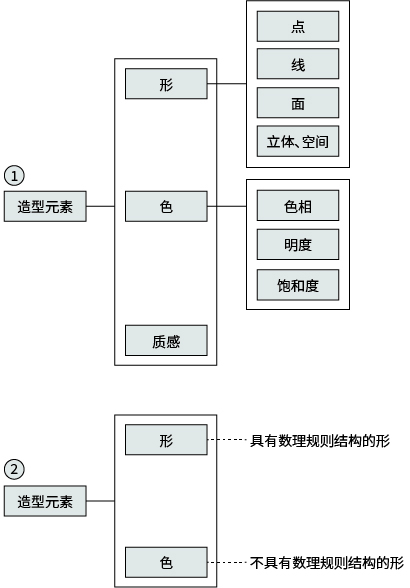 ①
造型元素
形
点
线
面
立体、空间
色
色相
明度
饱和度
质感
②
造型元素
形
具有数理规则结构的形
色
不具有数理规则结构的形